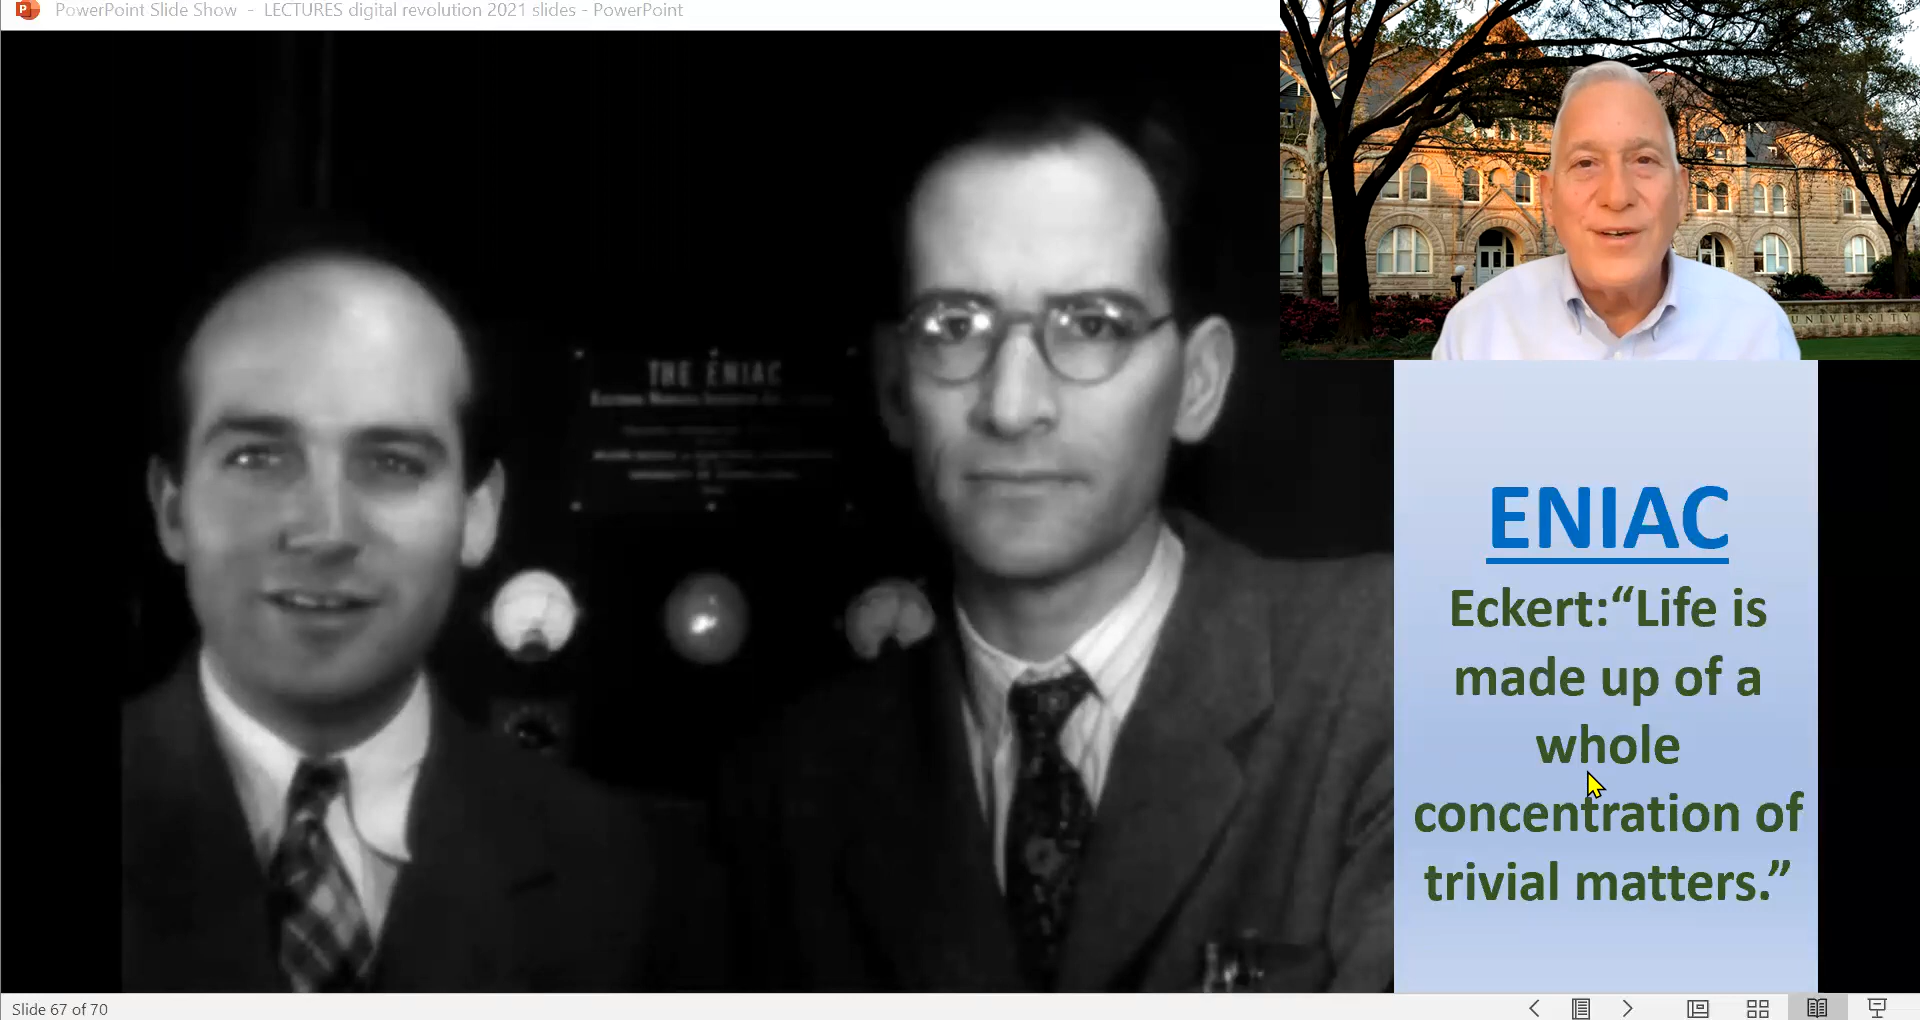 PowerPoint Slide Show - LECTURES digital revolution 2021 slides - PowerPoint
UNIVERSITY
THE ENIAC
ENIAC
Eckert:“Life is
made up of a
whole
concentration of
trivial matters.”
Slide 67 of 70